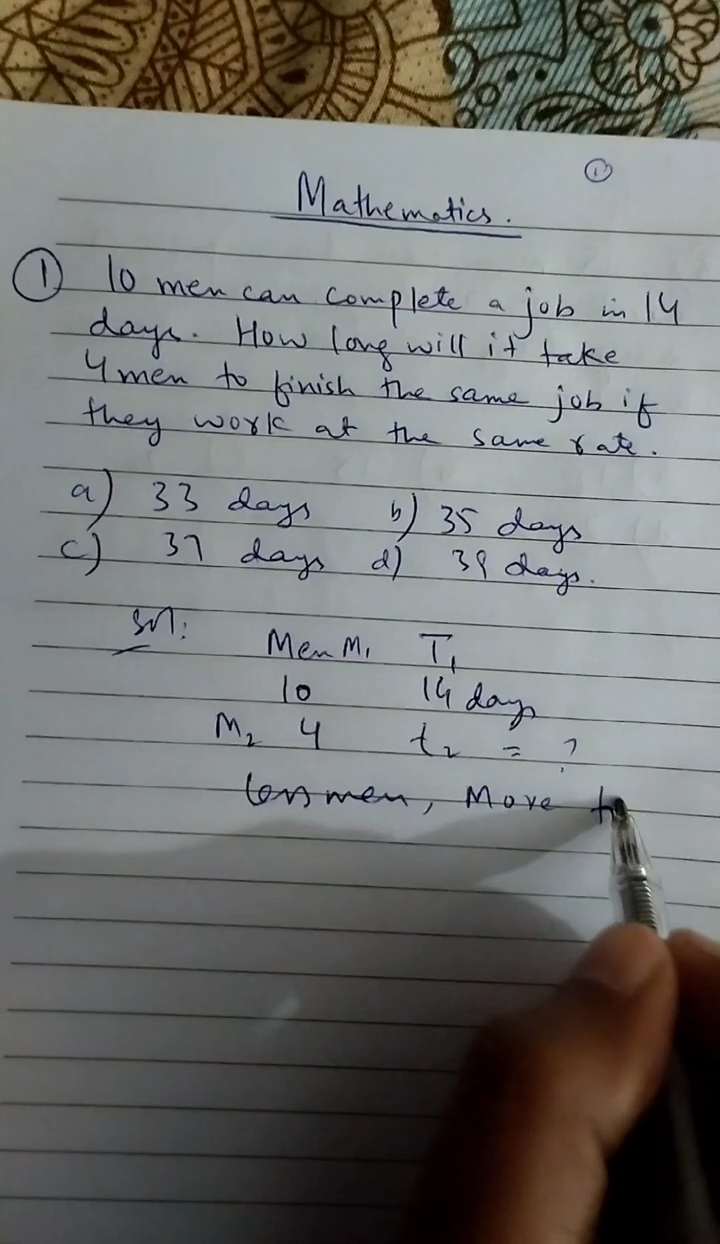 Mathematics.
① 10 men can complete a job in 14
days. How long will it take
4 men to finish the same job if
they work at the same rate.
a) 33 days b) 35 days
c) 37 days d) 39 days.
Sol:
Men M₁ T₁
10 14 days
M₂ 4 t₂ = ?
Less men, More